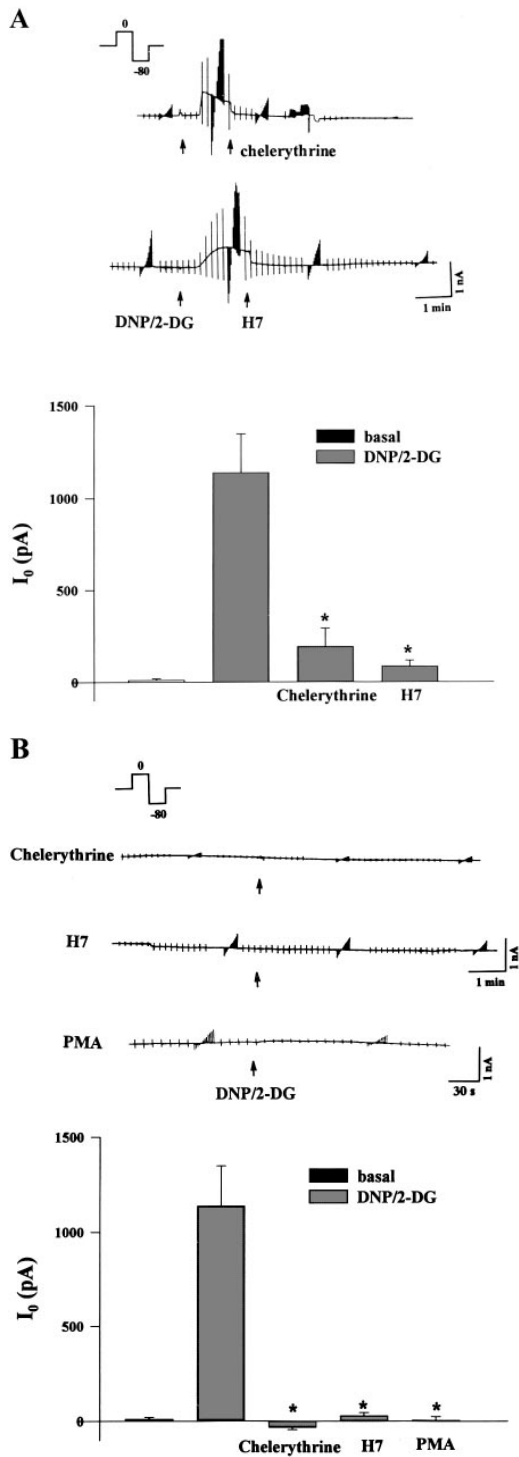 A
0
-80
chelerythrine
DNP/2-DG H7
1 nA
1 min
1500
1000
500
0
I0 (pA)
basal
DNP/2-DG
* *
Chelerythrine H7
B
0
-80
Chelerythrine
H7
1 nA
1 min
PMA
1 nA
30 s
DNP/2-DG
1500
1000
500
0
I0 (pA)
basal
DNP/2-DG
* * *
Chelerythrine H7 PMA